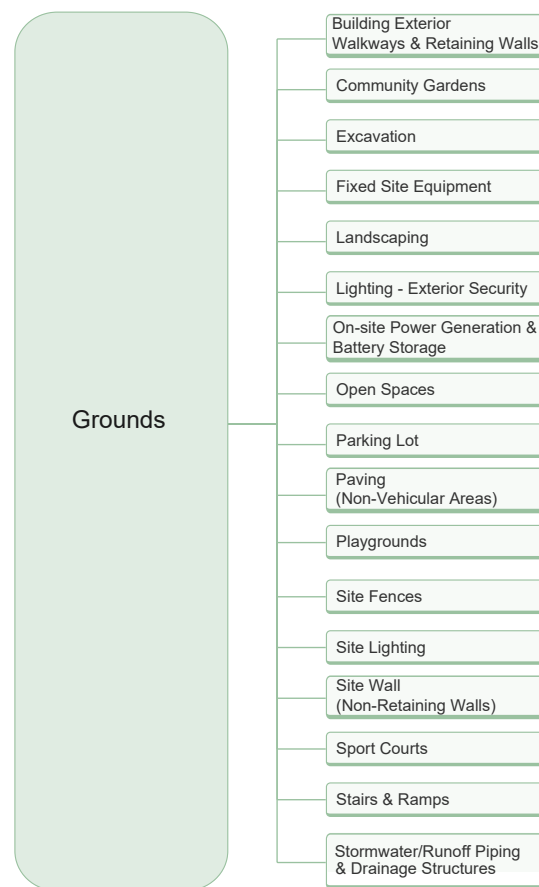 Grounds
Building Exterior
Walkways & Retaining Walls
Community Gardens
Excavation
Fixed Site Equipment
Landscaping
Lighting - Exterior Security
On-site Power Generation &
Battery Storage
Open Spaces
Parking Lot
Paving
(Non-Vehicular Areas)
Playgrounds
Site Fences
Site Lighting
Site Wall
(Non-Retaining Walls)
Sport Courts
Stairs & Ramps
Stormwater/Runoff Piping
& Drainage Structures